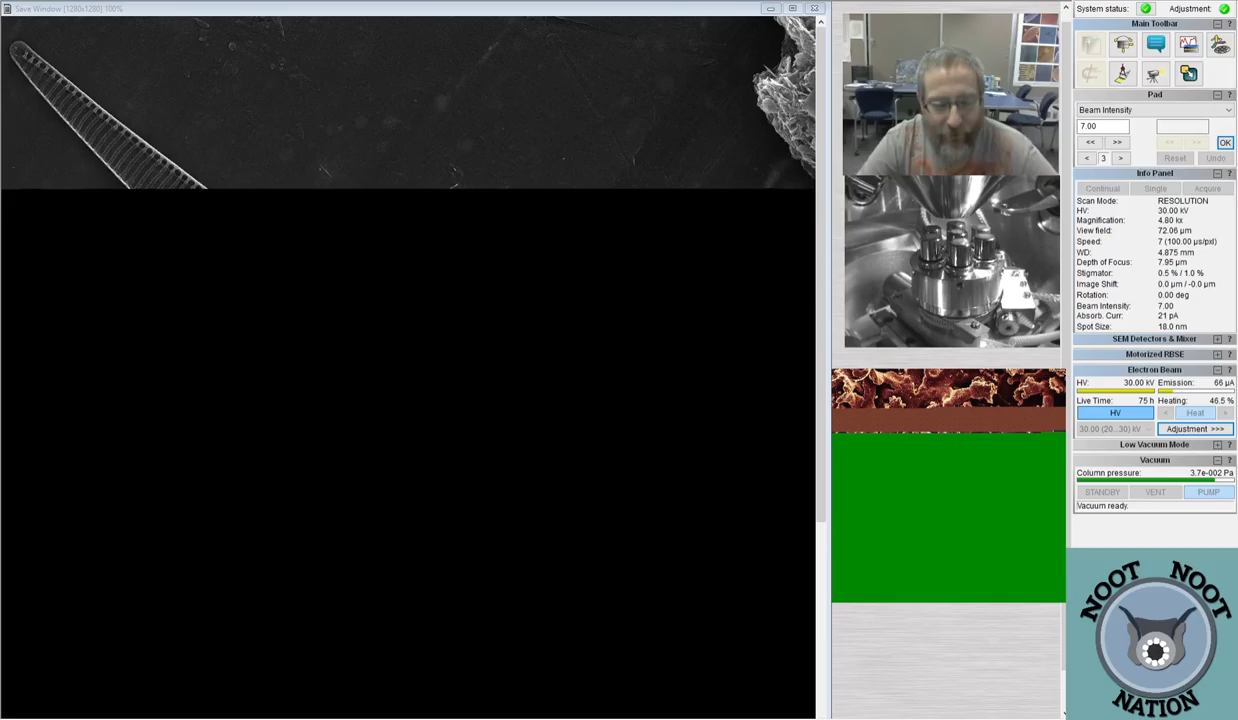 Save Window [1280x1280] 100%
System status:
Adjustment:
Main Toolbar
Pad
Beam Intensity
7.00
<< >>
<< >>
OK
< 3 >
Reset Undo
Info Panel
Continual Single Acquire
Scan Mode: RESOLUTION
HV: 30.00 kV
Magnification: 4.80 kx
View field: 72.06 µm
Speed: 7 (100.00 µs/pxl)
WD: 4.875 mm
Depth of Focus: 7.95 µm
Stigmator: 0.5 % / 1.0 %
Image Shift: 0.0 µm / -0.0 µm
Rotation: 0.00 deg
Beam Intensity: 7.00
Absorb. Curr: 21 pA
Spot Size: 18.0 nm
SEM Detectors & Mixer
Motorized RBSE
Electron Beam
HV: 30.00 kV Emission: 66 µA
Live Time: 75 h Heating: 46.5 %
HV < Heat >
30.00 (20...30) kV Adjustment >>>
Low Vacuum Mode
Vacuum
Column pressure: 3.7e-002 Pa
STANDBY VENT PUMP
Vacuum ready.
NOOT NOOT
NATION